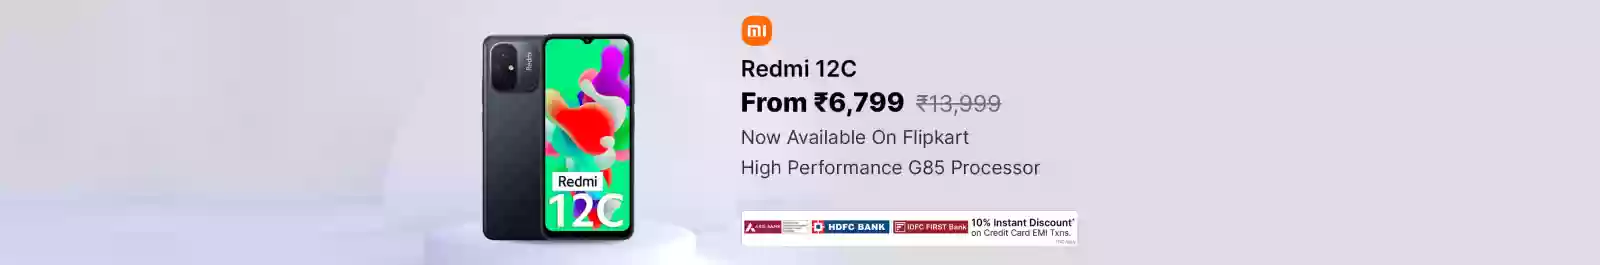 Redmi
Redmi
12C
mi
Redmi 12C
From ₹6,799 ₹13,999
Now Available On Flipkart
High Performance G85 Processor
AXIS BANK HDFC BANK IDFC FIRST Bank 10% Instant Discount*
on Credit Card EMI Txns.